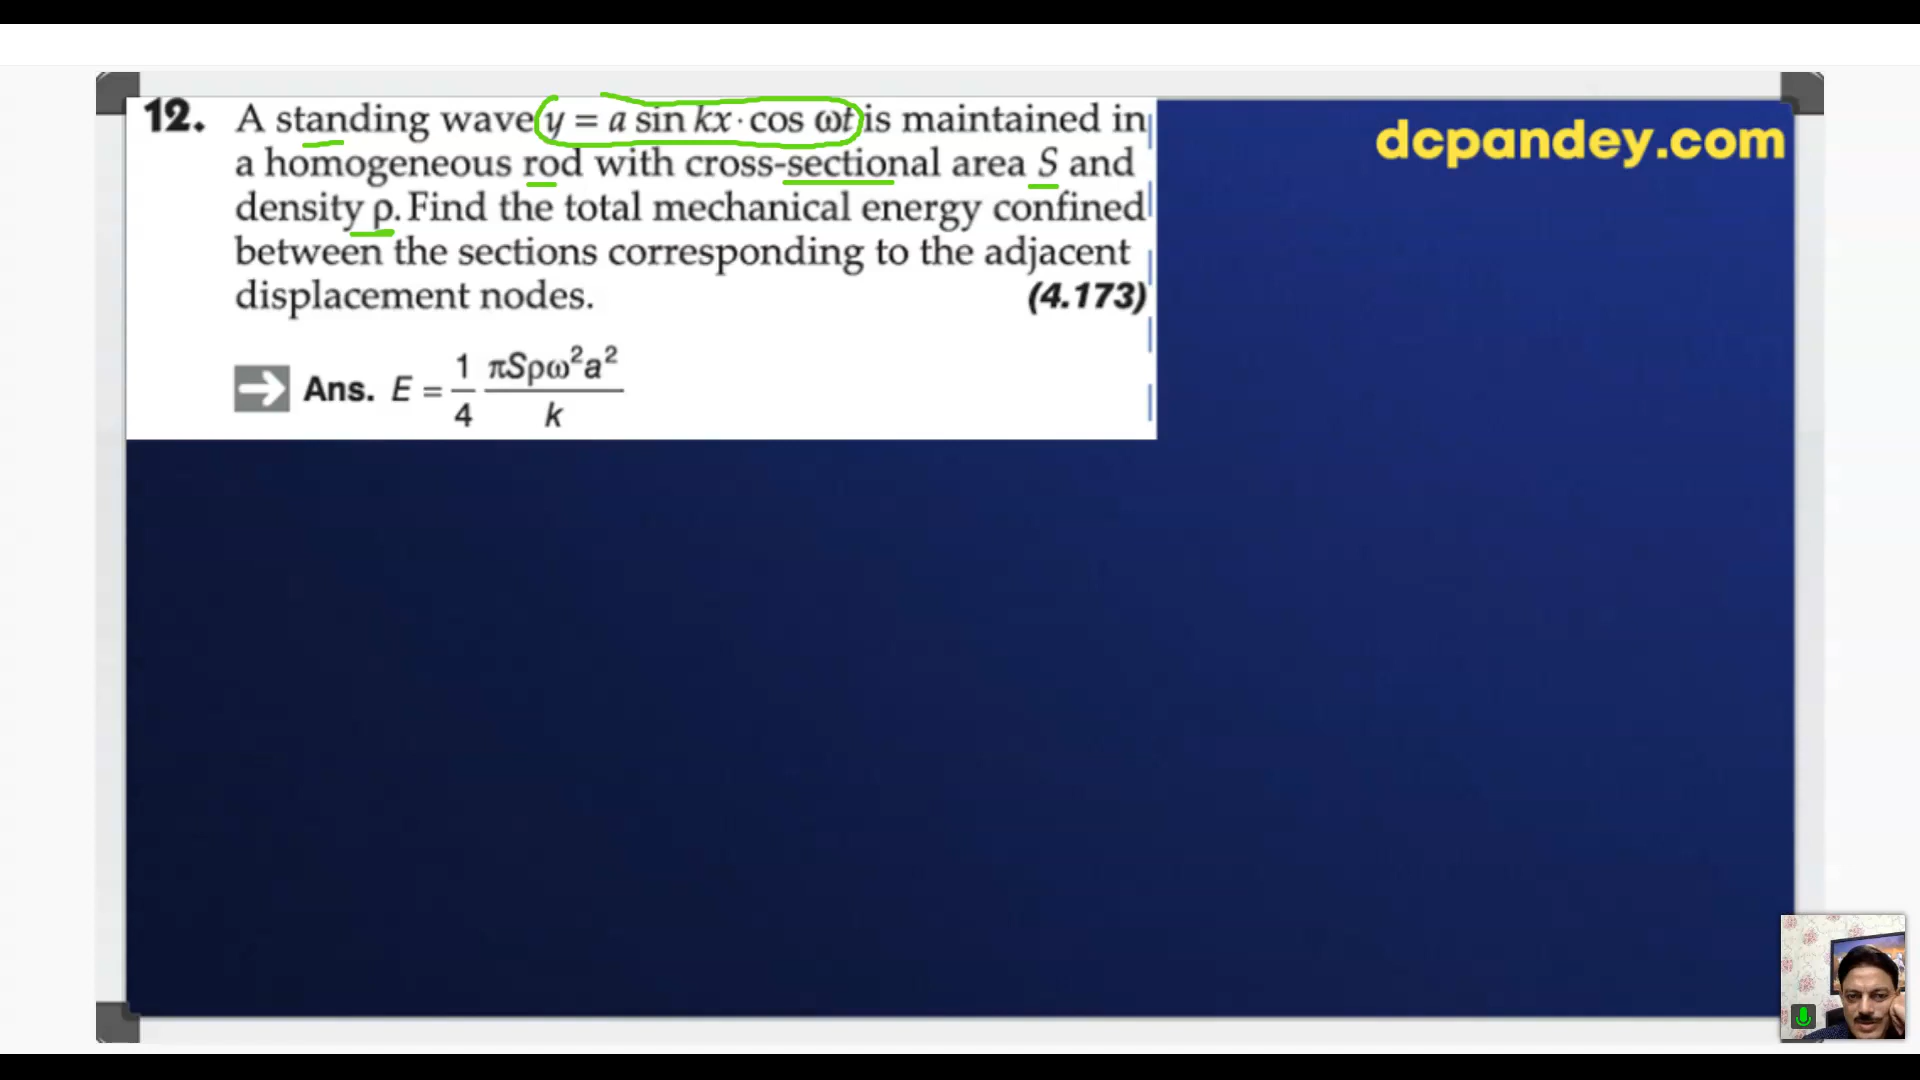 12. A standing wave y = a sin kx · cos ωt is maintained in
a homogeneous rod with cross-sectional area S and
density ρ. Find the total mechanical energy confined
between the sections corresponding to the adjacent
displacement nodes. (4.173)
Ans. E = 1/4 πSρω²a²/k
dcpandey.com